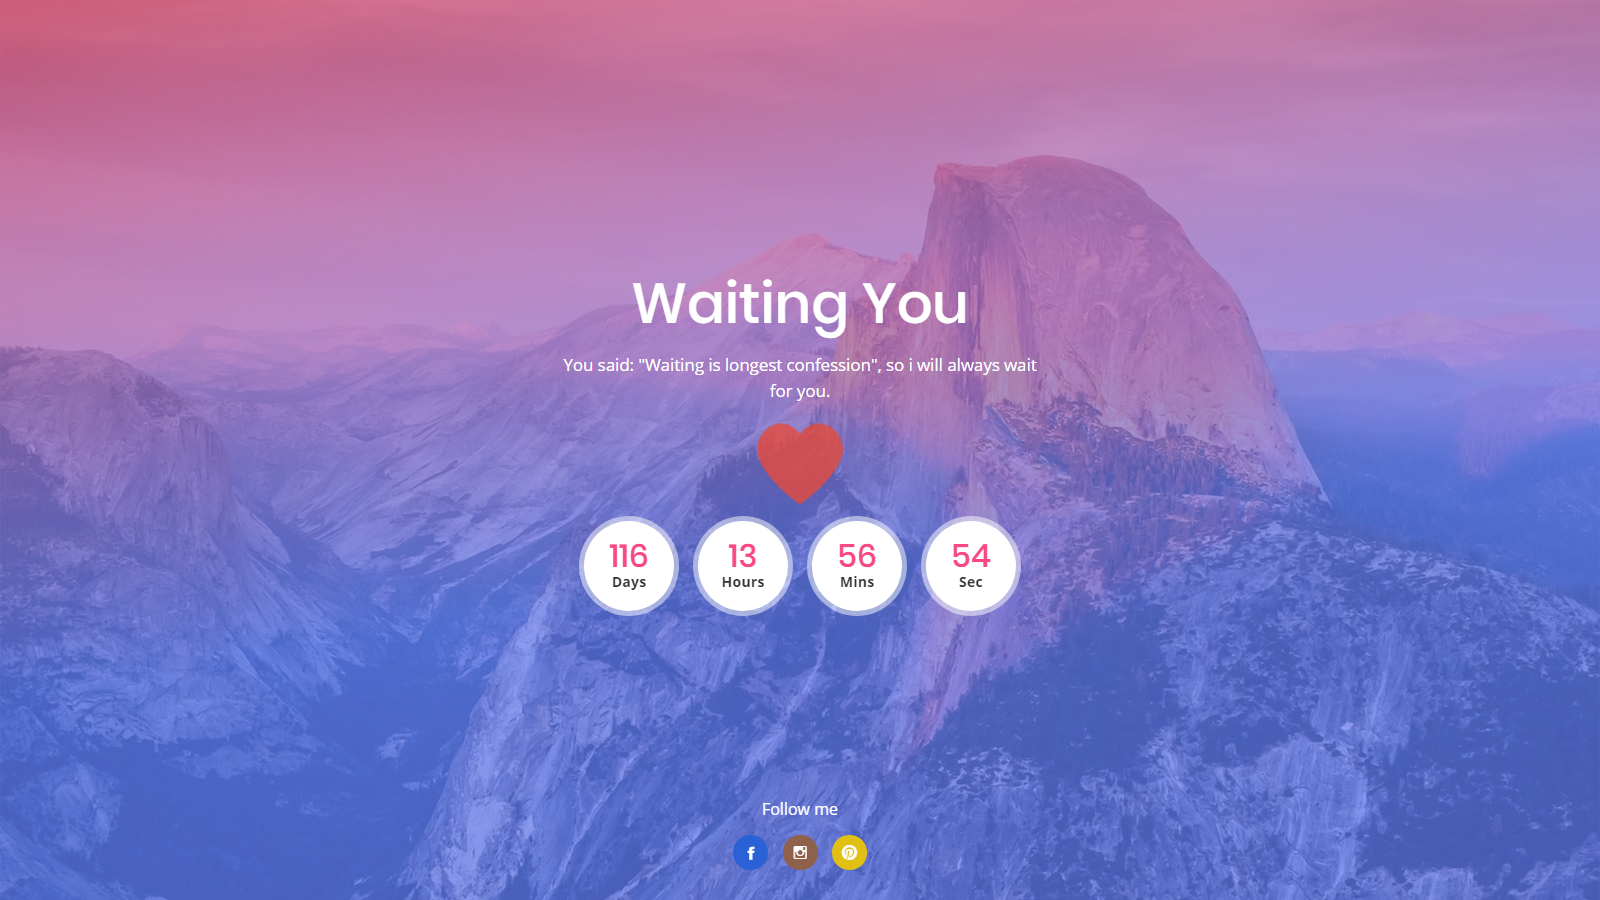 Waiting You
You said: "Waiting is longest confession", so i will always wait
for you.
116 13 56 54
Days Hours Mins Sec
Follow me